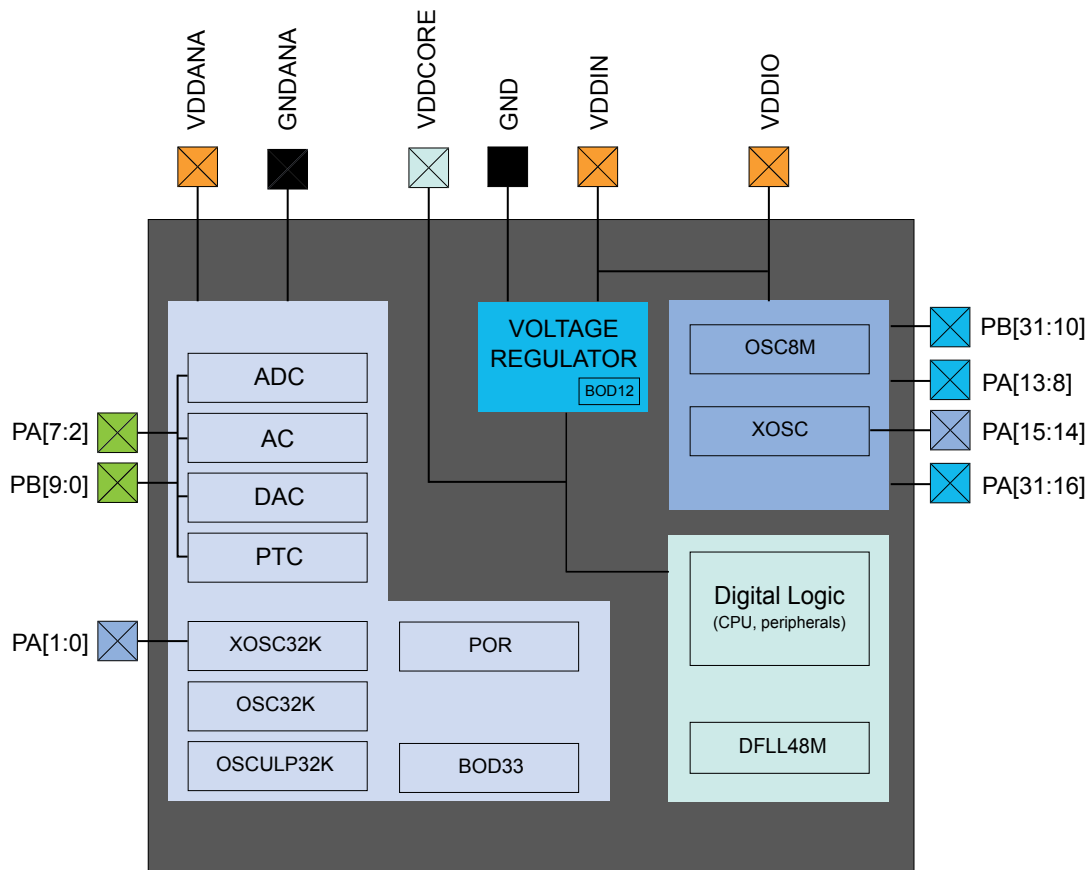 VDDANA
GNDANA
VDDCORE
GND
VDDIN
VDDIO
VOLTAGE
REGULATOR
BOD12
OSC8M
XOSC
PB[31:10]
PA[13:8]
PA[15:14]
PA[31:16]
ADC
AC
DAC
PTC
PA[7:2]
PB[9:0]
PA[1:0]
XOSC32K
OSC32K
OSCULP32K
POR
BOD33
Digital Logic
(CPU, peripherals)
DFLL48M